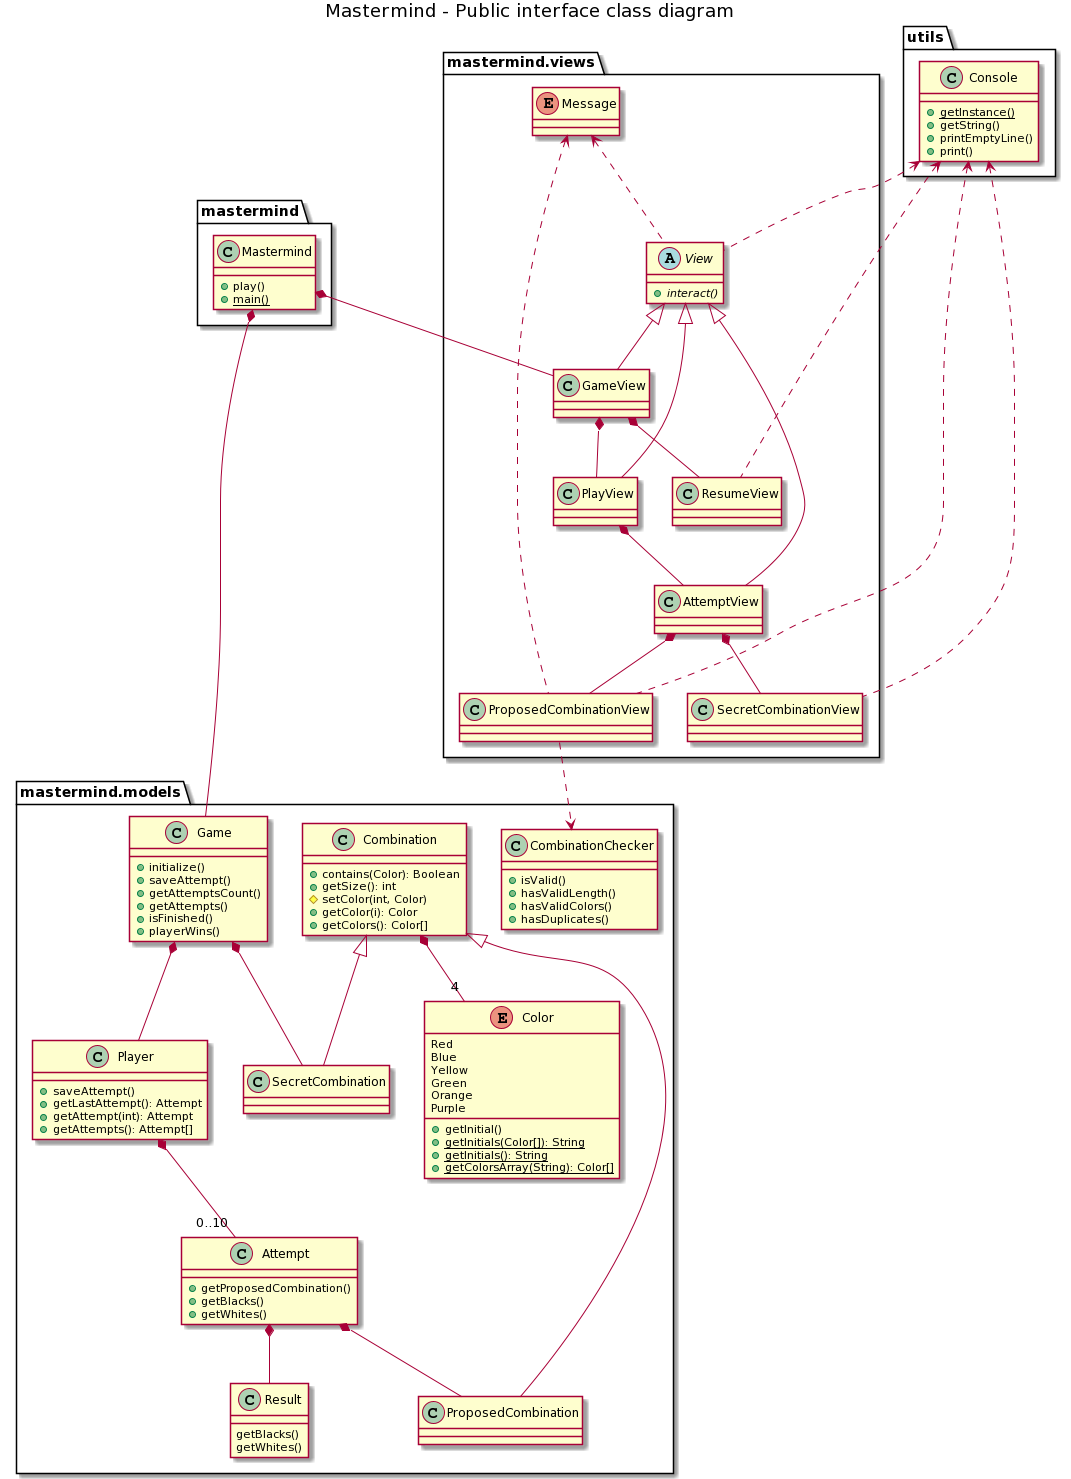 Mastermind - Public interface class diagram
utils
C Console
getInstance()
getString()
printEmptyLine()
print()
mastermind.views
E Message
A View
interact()
C GameView
C PlayView
C ResumeView
C AttemptView
C ProposedCombinationView
C SecretCombinationView
mastermind
C Mastermind
play()
main()
mastermind.models
C Game
initialize()
saveAttempt()
getAttemptsCount()
getAttempts()
isFinished()
playerWins()
C Combination
contains(Color): Boolean
getSize(): int
setColor(int, Color)
getColor(i): Color
getColors(): Color[]
C CombinationChecker
isValid()
hasValidLength()
hasValidColors()
hasDuplicates()
4
C Player
saveAttempt()
getLastAttempt(): Attempt
getAttempt(int): Attempt
getAttempts(): Attempt[]
C SecretCombination
E Color
Red
Blue
Yellow
Green
Orange
Purple
getInitial()
getInitials(Color[]): String
getInitials(): String
getColorsArray(String): Color[]
0..10
C Attempt
getProposedCombination()
getBlacks()
getWhites()
C Result
getBlacks()
getWhites()
C ProposedCombination